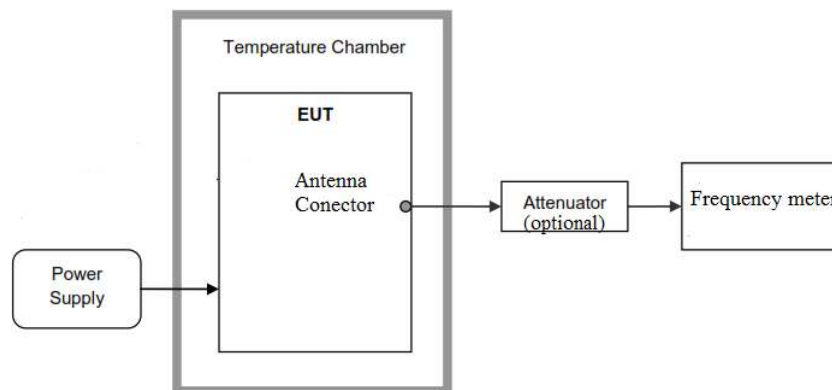 Temperature Chamber
EUT
Antenna
Conector
Attenuator
(optional)
Frequency meter
Power
Supply